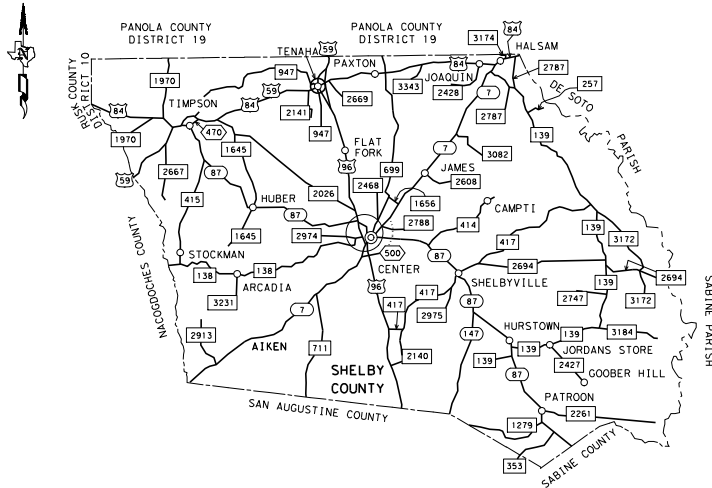 PANOLA COUNTY
DISTRICT 19
PANOLA COUNTY
DISTRICT 19
3174
84
HALSAM
TENAHA
59
PAXTON
84
JOAQUIN
2787
257
DE SOTO
PARISH
RUSK COUNTY
DISTRICT 10
1970
947
59
84
TIMPSON
2141
2669
3343
2428
7
2787
84
470
947
139
1970
1645
FLAT
FORK
7
3082
2667
87
96
699
JAMES
59
415
2026
2468
2608
HUBER
1656
CAMPTI
87
2788
414
139
1645
2974
417
3172
STOCKMAN
500
87
CENTER
2694
138
138
SHELBYVILLE
139
2694
ARCADIA
96
NACOGDOCHES COUNTY
3231
417
417
2975
87
2747
3172
SABINE PARISH
7
147
HURSTOWN
139
3184
2913
AIKEN
711
139
JORDANS STORE
2140
139
2427
SHELBY
COUNTY
87
GOOBER HILL
PATROON
SAN AUGUSTINE COUNTY
2261
1279
353
SABINE COUNTY